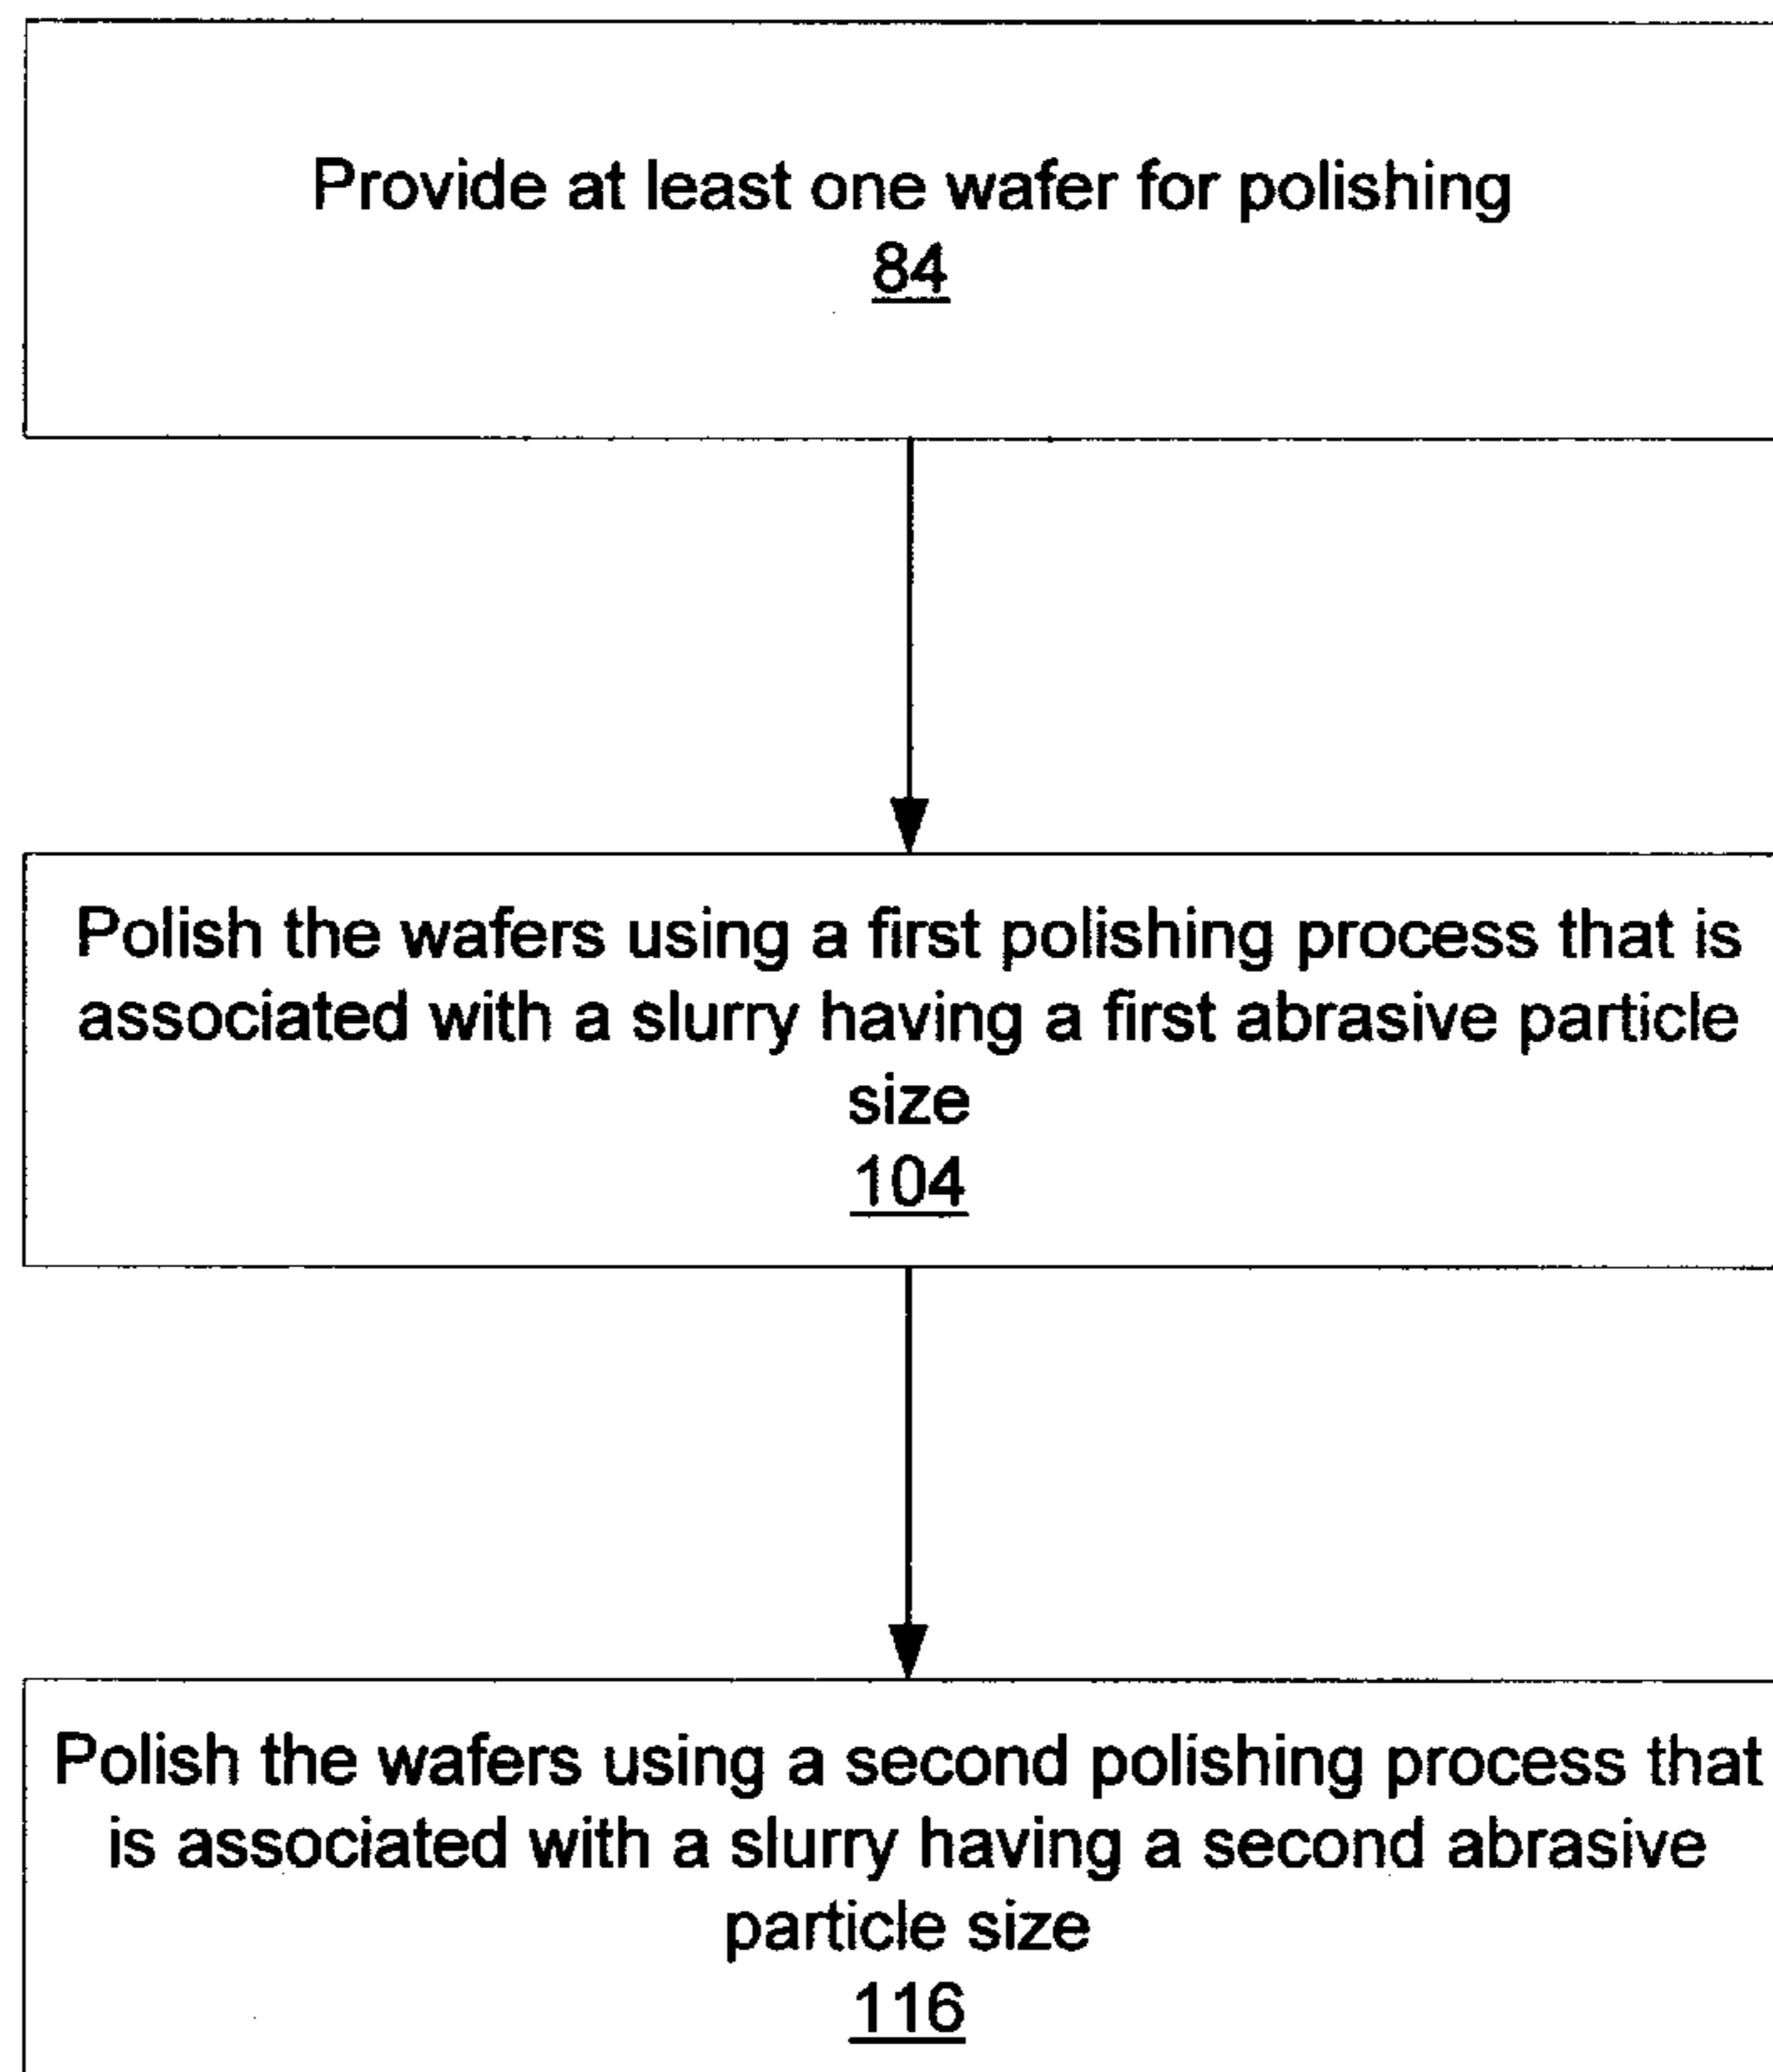 Provide at least one wafer for polishing
84
Polish the wafers using a first polishing process that is
associated with a slurry having a first abrasive particle
size
104
Polish the wafers using a second polishing process that
is associated with a slurry having a second abrasive
particle size
116